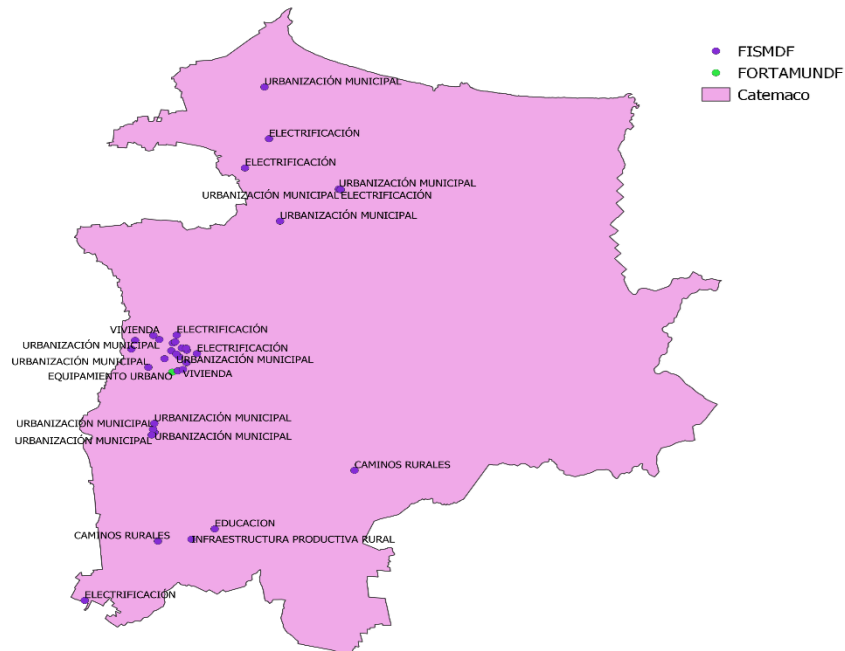 FISMDF
FORTAMUNDF
Catemaco
URBANIZACIÓN MUNICIPAL
ELECTRIFICACIÓN
ELECTRIFICACIÓN
URBANIZACIÓN MUNICIPAL
URBANIZACIÓN MUNICIPAL ELECTRIFICACIÓN
URBANIZACIÓN MUNICIPAL
VIVIENDA
ELECTRIFICACIÓN
URBANIZACIÓN MUNICIPAL
ELECTRIFICACIÓN
URBANIZACIÓN MUNICIPAL
URBANIZACIÓN MUNICIPAL
EQUIPAMIENTO URBANO
VIVIENDA
URBANIZACIÓN MUNICIPAL
URBANIZACIÓN MUNICIPAL
URBANIZACIÓN MUNICIPAL
URBANIZACIÓN MUNICIPAL
CAMINOS RURALES
EDUCACION
CAMINOS RURALES
INFRAESTRUCTURA PRODUCTIVA RURAL
ELECTRIFICACIÓN